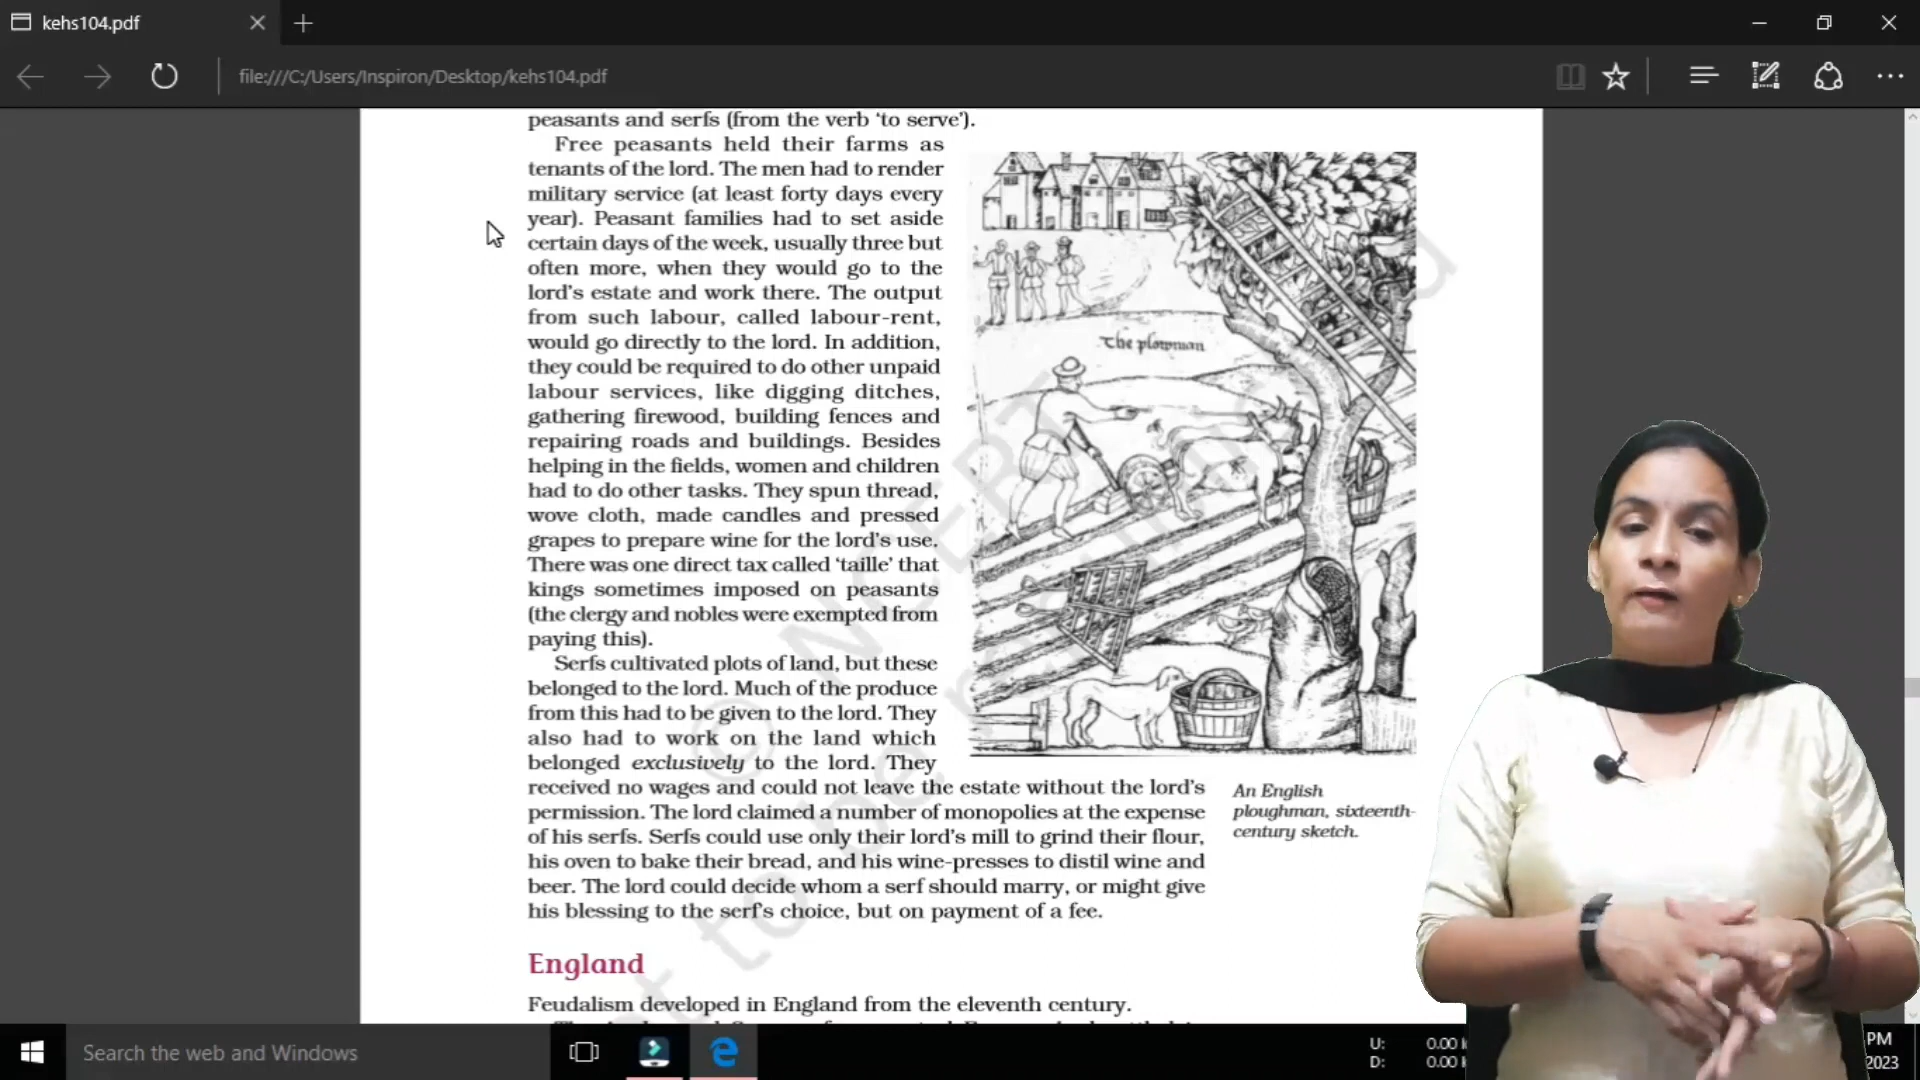 kehs104.pdf
file:///C:/Users/Inspiron/Desktop/kehs104.pdf
peasants and serfs (from the verb ‘to serve’).
Free peasants held their farms as
tenants of the lord. The men had to render
military service (at least forty days every
year). Peasant families had to set aside
certain days of the week, usually three but
often more, when they would go to the
lord’s estate and work there. The output
from such labour, called labour-rent,
would go directly to the lord. In addition,
they could be required to do other unpaid
labour services, like digging ditches,
gathering firewood, building fences and
repairing roads and buildings. Besides
helping in the fields, women and children
had to do other tasks. They spun thread,
wove cloth, made candles and pressed
grapes to prepare wine for the lord’s use.
There was one direct tax called ‘taille’ that
kings sometimes imposed on peasants
(the clergy and nobles were exempted from
paying this).
Serfs cultivated plots of land, but these
belonged to the lord. Much of the produce
from this had to be given to the lord. They
also had to work on the land which
belonged exclusively to the lord. They
received no wages and could not leave the estate without the lord’s
permission. The lord claimed a number of monopolies at the expense
of his serfs. Serfs could use only their lord’s mill to grind their flour,
his oven to bake their bread, and his wine-presses to distil wine and
beer. The lord could decide whom a serf should marry, or might give
his blessing to the serf’s choice, but on payment of a fee.
The plowman
An English
ploughman, sixteenth-
century sketch.
England
Feudalism developed in England from the eleventh century.
© NCERT
not to be
Search the web and Windows
U: 0.00
D: 0.00
PM
2023